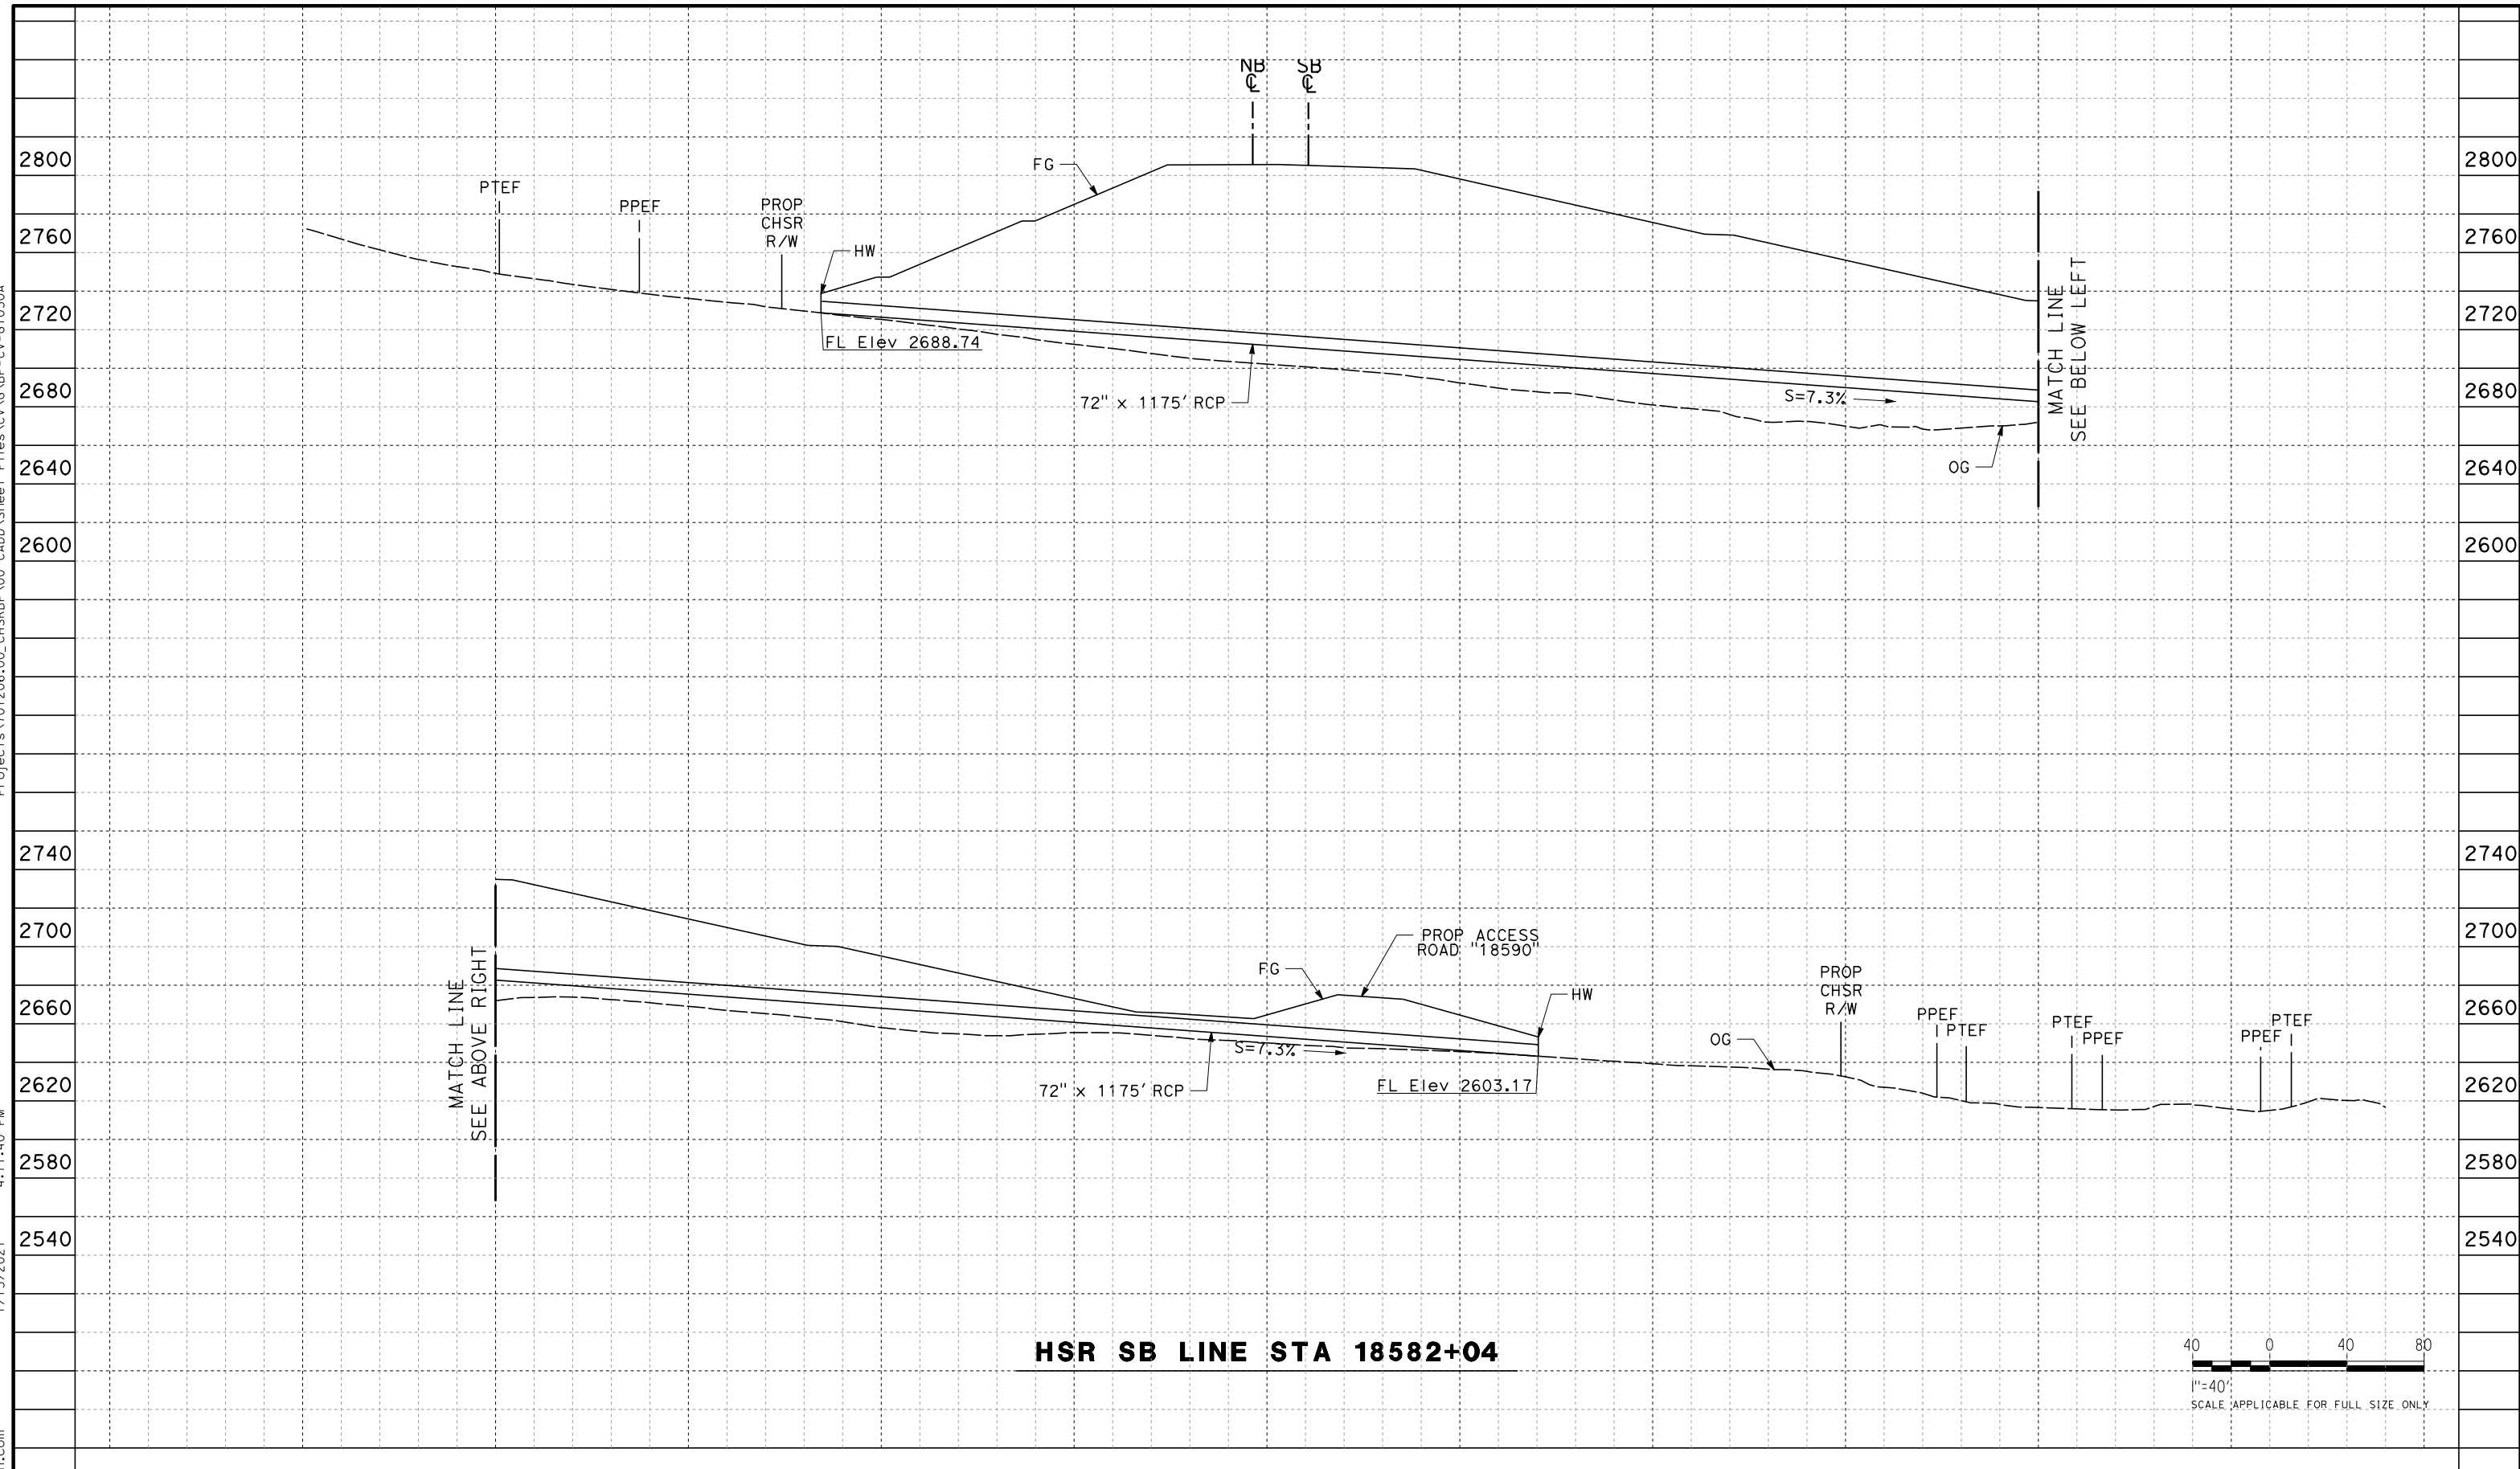 NB
℄
SB
℄
FG
PTEF
PPEF
PROP
CHSR
R/W
HW
FL Elev 2688.74
72" x 1175' RCP
S=7.3%
OG
MATCH LINE
SEE BELOW LEFT
2800
2760
2720
2680
2640
2600
2800
2760
2720
2680
2640
2600
2740
2700
2660
2620
2580
2540
2740
2700
2660
2620
2580
2540
MATCH LINE
SEE ABOVE RIGHT
FG
PROP ACCESS
ROAD "18590"
HW
S=7.3%
72" x 1175' RCP
FL Elev 2603.17
OG
PROP
CHSR
R/W
PPEF
PTEF
PTEF
PPEF
PPEF
PTEF
HSR SB LINE STA 18582+04
40 0 40 80
1"=40'
SCALE APPLICABLE FOR FULL SIZE ONLY